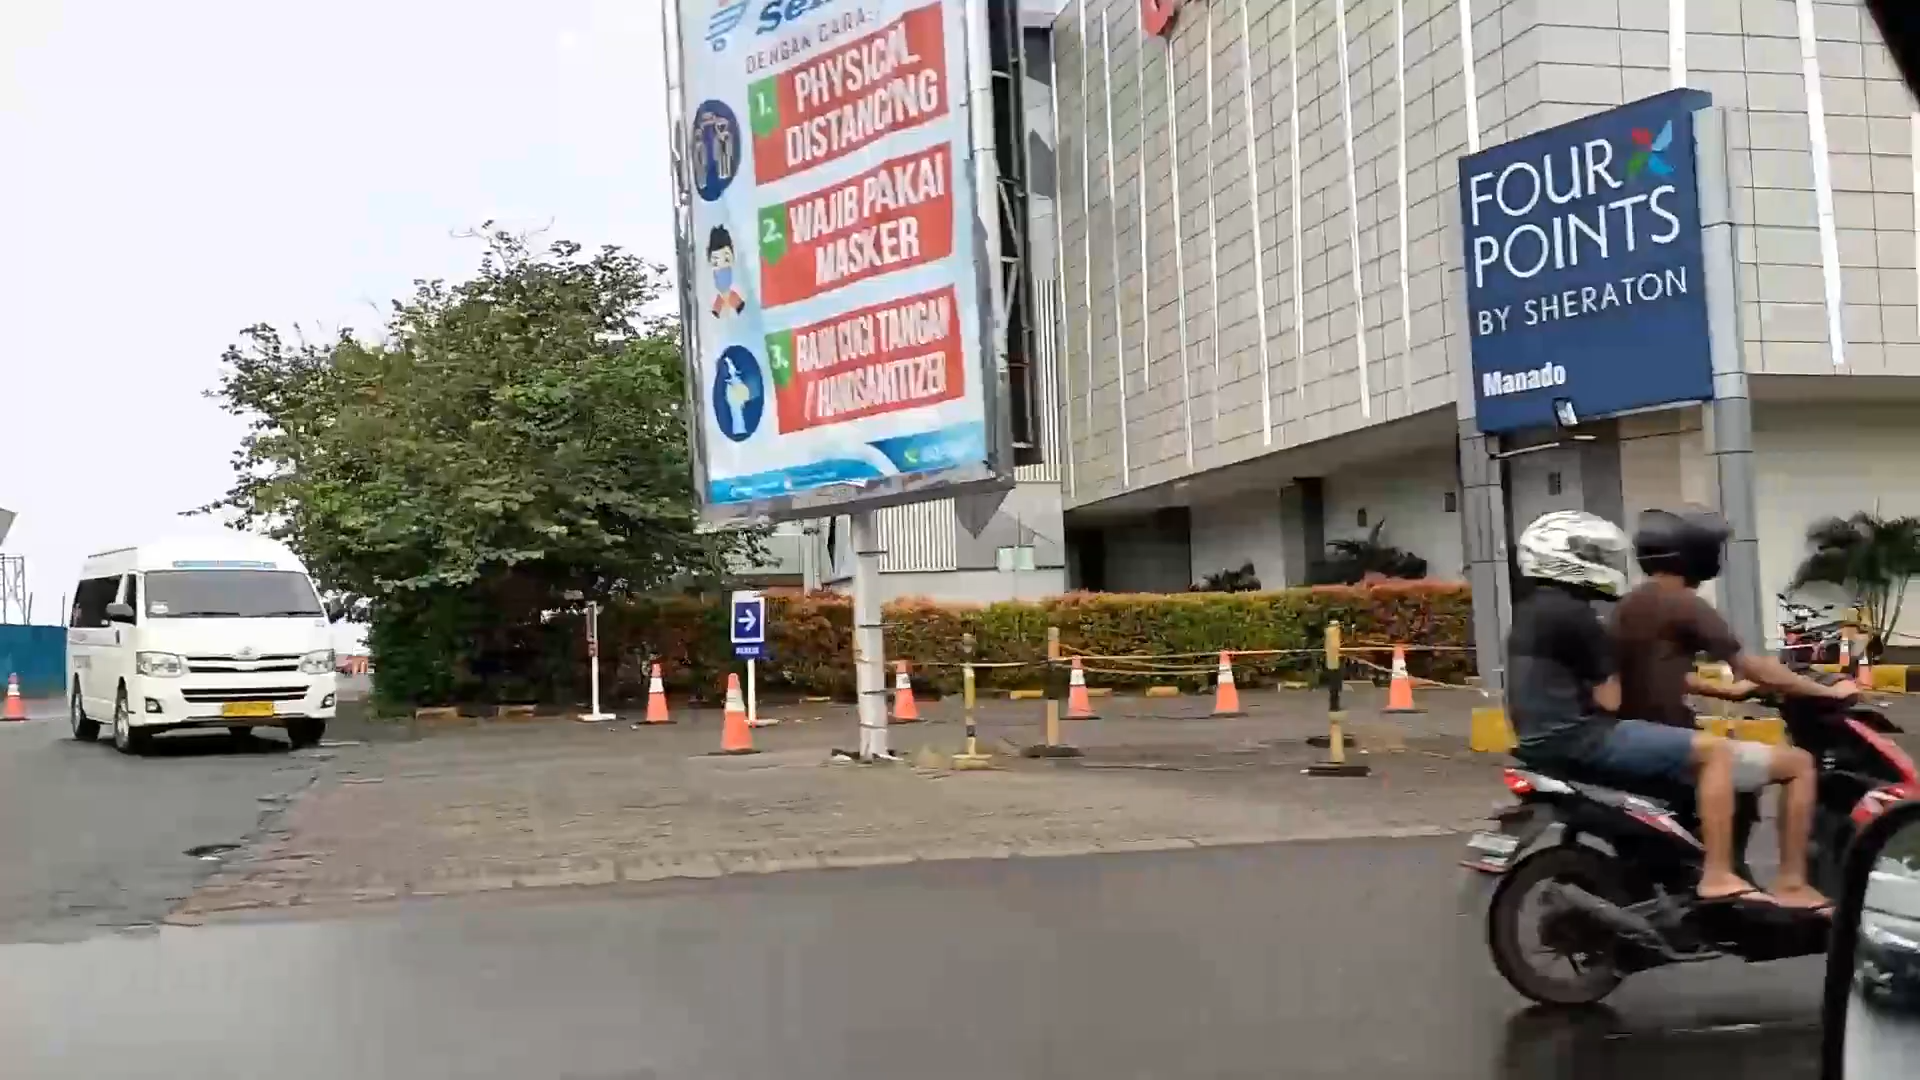 DENGAN CARA:
1. PHYSICAL
DISTANCING
2. WAJIB PAKAI
MASKER
3. RAJIN CUCI TANGAN
/ HANDSANITIZER
FOUR
POINTS
BY SHERATON
Manado